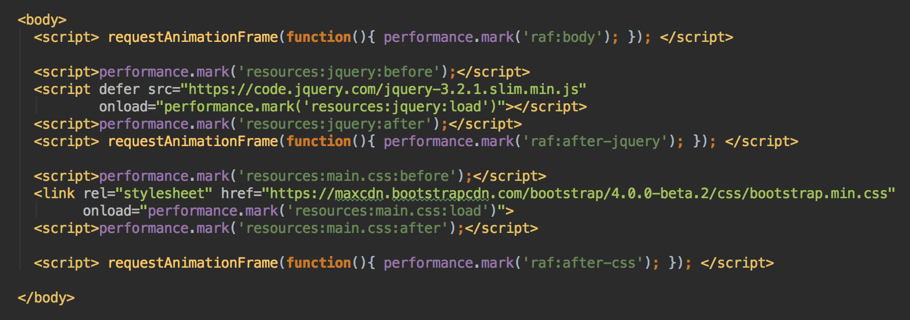 <body>
<script> requestAnimationFrame(function(){ performance.mark('raf:body'); }); </script>
<script>performance.mark('resources:jquery:before');</script>
<script defer src="https://code.jquery.com/jquery-3.2.1.slim.min.js"
onload="performance.mark('resources:jquery:load')"></script>
<script>performance.mark('resources:jquery:after');</script>
<script> requestAnimationFrame(function(){ performance.mark('raf:after-jquery'); }); </script>
<script>performance.mark('resources:main.css:before');</script>
<link rel="stylesheet" href="https://maxcdn.bootstrapcdn.com/bootstrap/4.0.0-beta.2/css/bootstrap.min.css"
onload="performance.mark('resources:main.css:load')">
<script>performance.mark('resources:main.css:after');</script>
<script> requestAnimationFrame(function(){ performance.mark('raf:after-css'); }); </script>
</body>